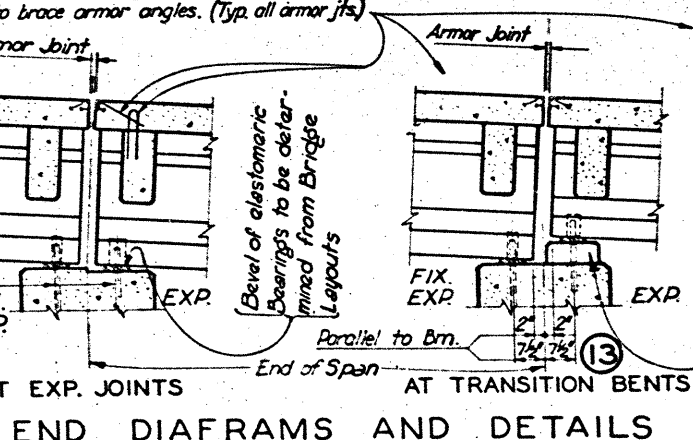 to brace armor angles. (Typ. all armor jts.)
Armor Joint
Armor Joint
Bevel of elastomeric
Bearings to be deter-
mined from Bridge
Layouts
EXP.
FIX.
EXP.
EXP.
2" 2"
Parallel to Bm.
7½" 7½"
13
End of Span
EXP. JOINTS
AT TRANSITION BENTS
END DIAFRAMS AND DETAILS